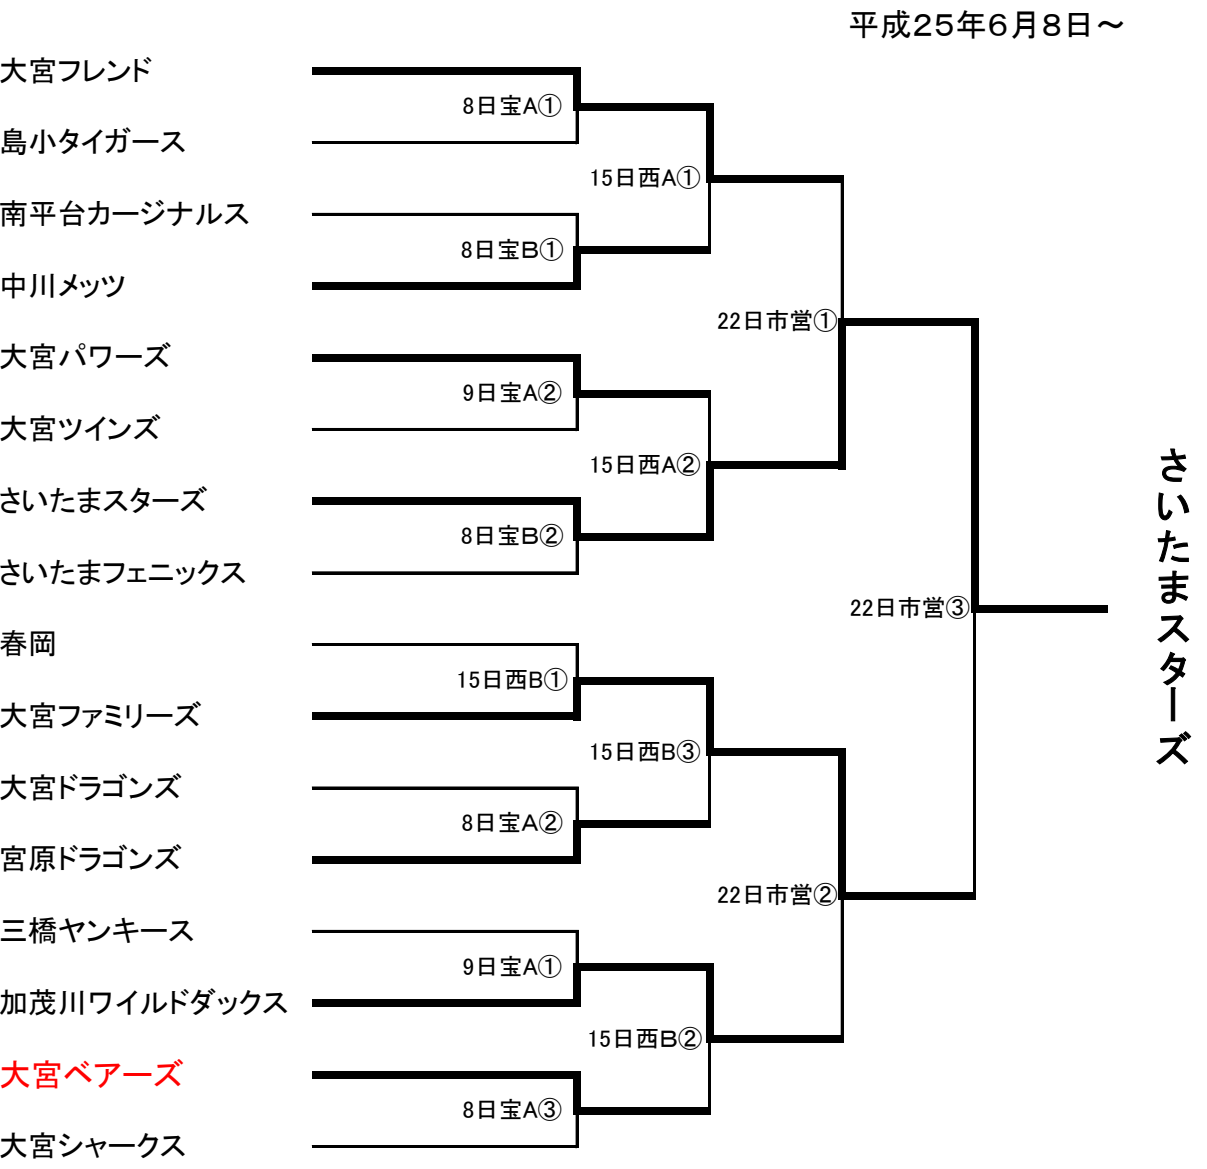 平成25年6月8日～
大宮フレンド
8日宝A①
島小タイガース
15日西A①
南平台カージナルス
8日宝B①
中川メッツ
22日市営①
大宮パワーズ
9日宝A②
大宮ツインズ
15日西A②
さいたまスターズ
8日宝B②
さいたまフェニックス
22日市営③
さいたまスターズ
春岡
15日西B①
大宮ファミリーズ
15日西B③
大宮ドラゴンズ
8日宝A②
宮原ドラゴンズ
22日市営②
三橋ヤンキース
9日宝A①
加茂川ワイルドダックス
15日西B②
大宮ベアーズ
8日宝A③
大宮シャークス